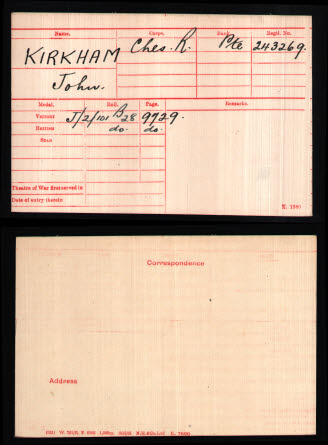 Name. Corps. Rank. Regtl. No.
KIRKHAM Ches. R. Pte 243269.
John.
Medal. Roll. Page. Remarks.
VICTORY J/2/101 B28 9729.
BRITISH do. do.
STAR
Theatre of War first served in
Date of entry therein
K. 1380
Correspondence
Address